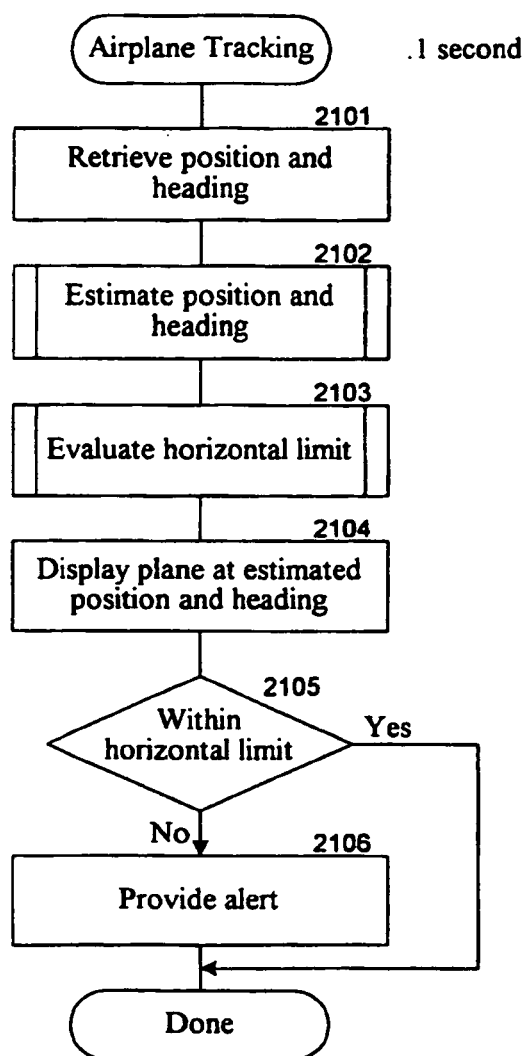 Airplane Tracking
.1 second
2101
Retrieve position and
heading
2102
Estimate position and
heading
2103
Evaluate horizontal limit
2104
Display plane at estimated
position and heading
2105
Within
horizontal limit
Yes
No
2106
Provide alert
Done